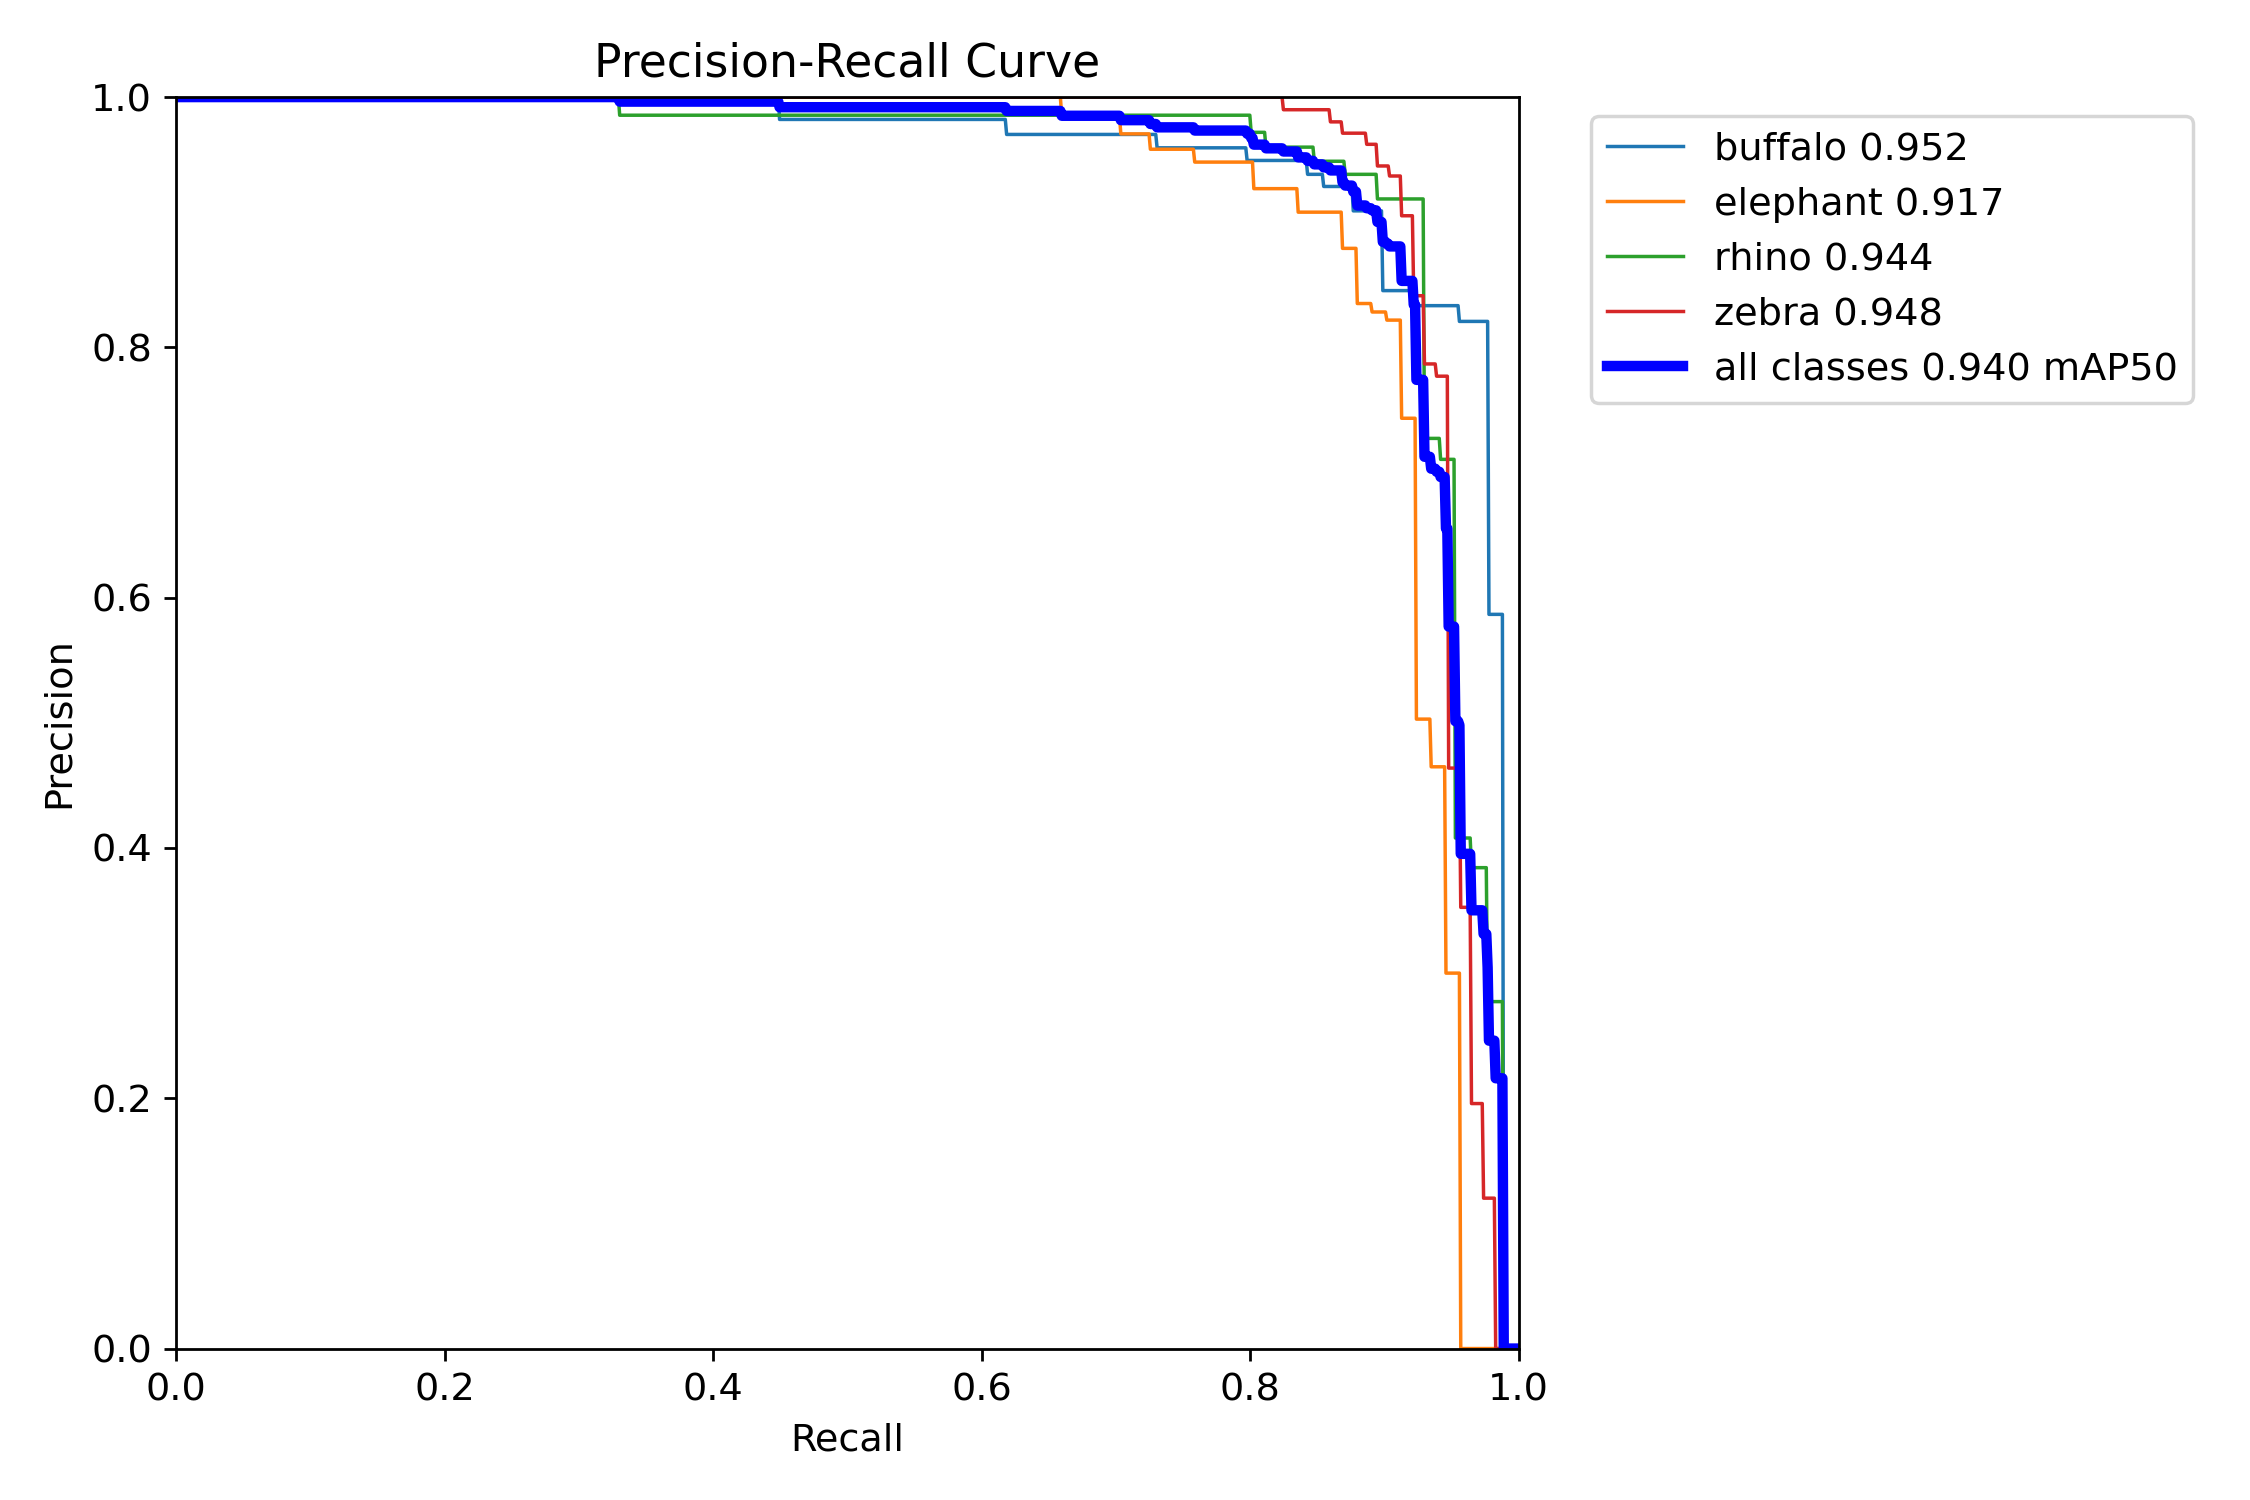 Precision-Recall Curve
1.0
0.8
0.6
0.4
0.2
0.0
Precision
0.0 0.2 0.4 0.6 0.8 1.0
Recall
buffalo 0.952
elephant 0.917
rhino 0.944
zebra 0.948
all classes 0.940 mAP50